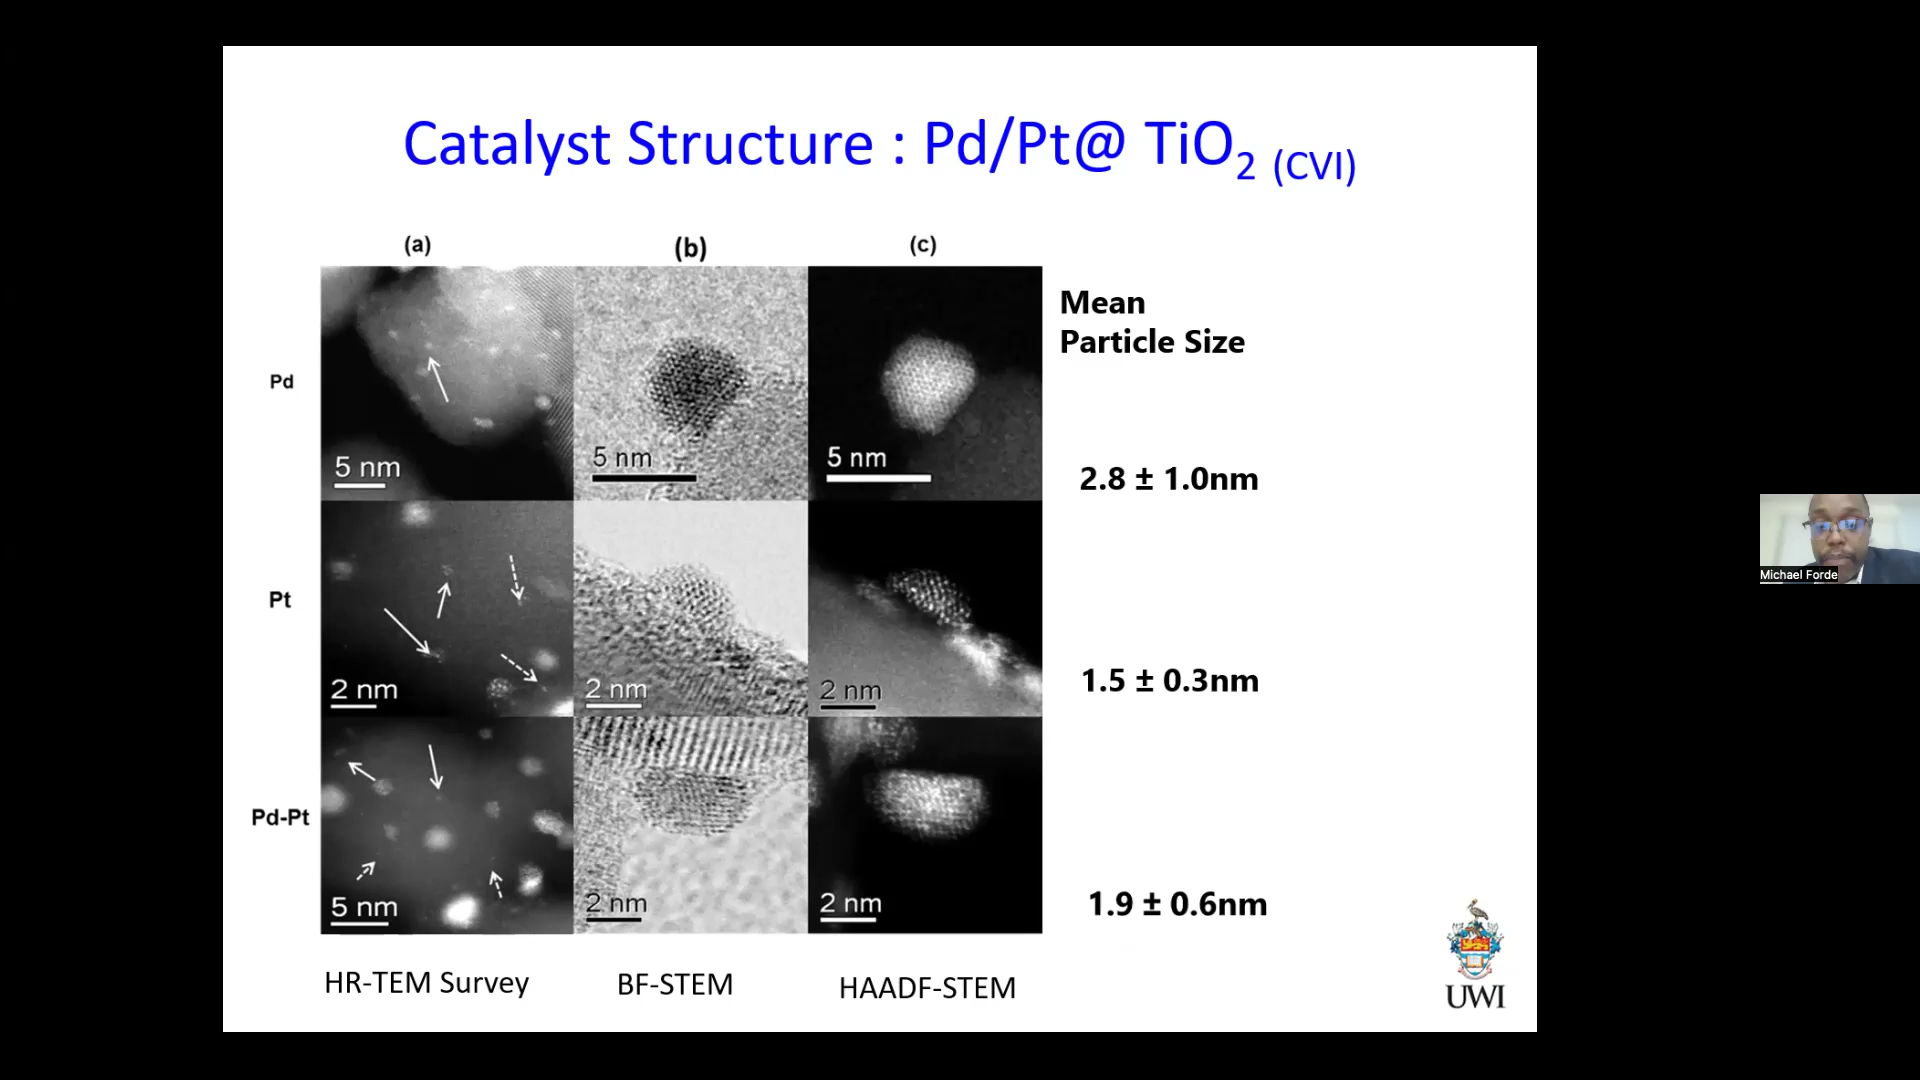 Catalyst Structure : Pd/Pt@ TiO2 (CVI)
(a) (b) (c)
Mean
Particle Size
Pd
5 nm
5 nm
5 nm
2.8 ± 1.0nm
Pt
2 nm
2 nm
2 nm
1.5 ± 0.3nm
Pd-Pt
5 nm
2 nm
2 nm
1.9 ± 0.6nm
HR-TEM Survey
BF-STEM
HAADF-STEM
UWI
Michael Forde